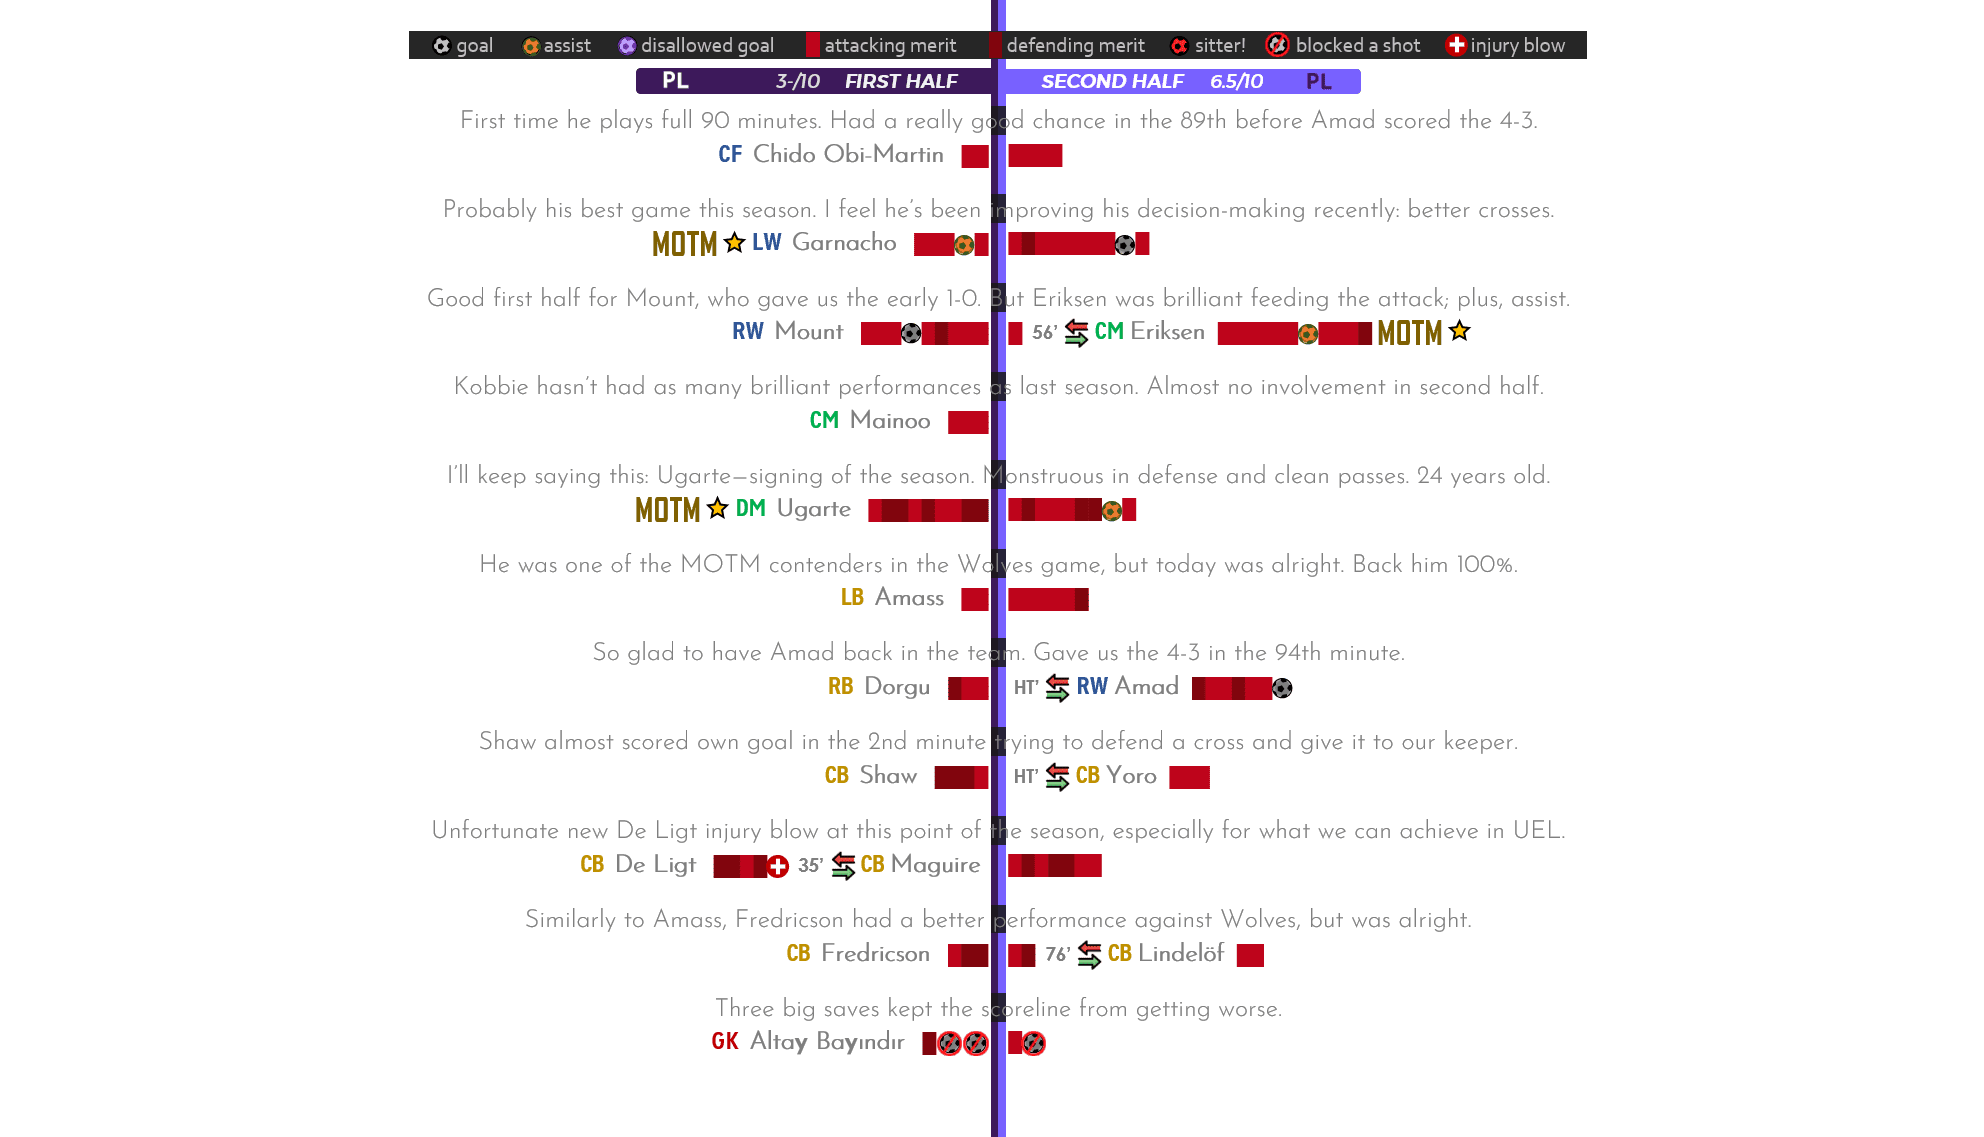 goal assist disallowed goal attacking merit defending merit sitter! blocked a shot injury blow
PL 3-/10 FIRST HALF SECOND HALF 6.5/10 PL
First time he plays full 90 minutes. Had a really good chance in the 89th before Amad scored the 4-3.
CF Chido Obi-Martin
Probably his best game this season. I feel he's been improving his decision-making recently: better crosses.
MOTM LW Garnacho
Good first half for Mount, who gave us the early 1-0. But Eriksen was brilliant feeding the attack; plus, assist.
RW Mount 56' CM Eriksen MOTM
Kobbie hasn't had as many brilliant performances as last season. Almost no involvement in second half.
CM Mainoo
I'll keep saying this: Ugarte—signing of the season. Monstruous in defense and clean passes. 24 years old.
MOTM DM Ugarte
He was one of the MOTM contenders in the Wolves game, but today was alright. Back him 100%.
LB Amass
So glad to have Amad back in the team. Gave us the 4-3 in the 94th minute.
RB Dorgu HT' RW Amad
Shaw almost scored own goal in the 2nd minute trying to defend a cross and give it to our keeper.
CB Shaw HT' CB Yoro
Unfortunate new De Ligt injury blow at this point of the season, especially for what we can achieve in UEL.
CB De Ligt 35' CB Maguire
Similarly to Amass, Fredricson had a better performance against Wolves, but was alright.
CB Fredricson 76' CB Lindelöf
Three big saves kept the scoreline from getting worse.
GK Altay Bayındır